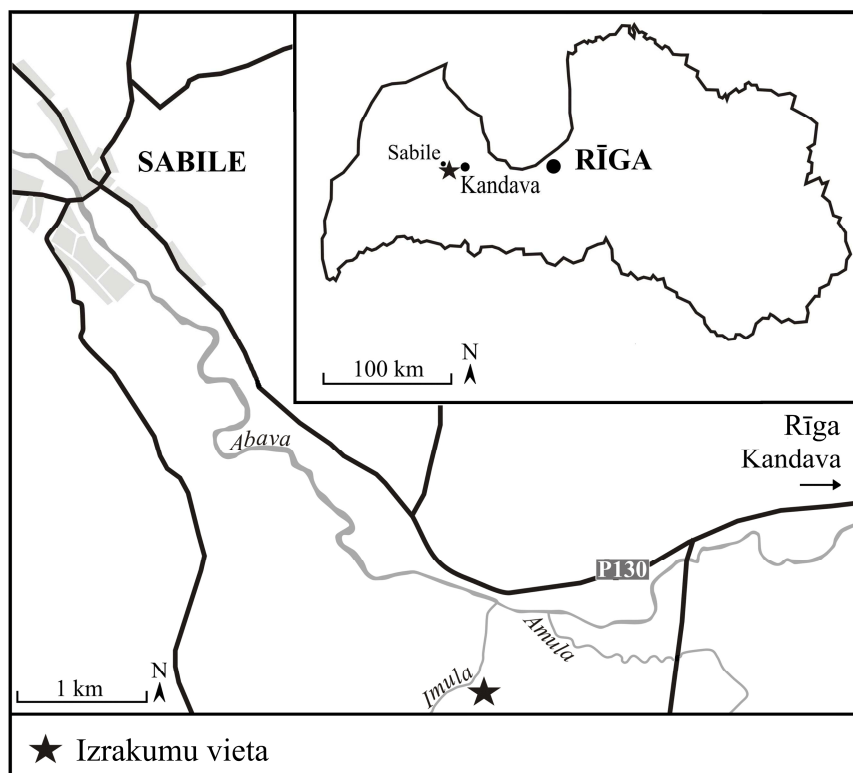 SABILE
Sabile
Kandava
RĪGA
100 km
N
Abava
Rīga
Kandava
P130
Amula
Imula
1 km
N
Izrakumu vieta